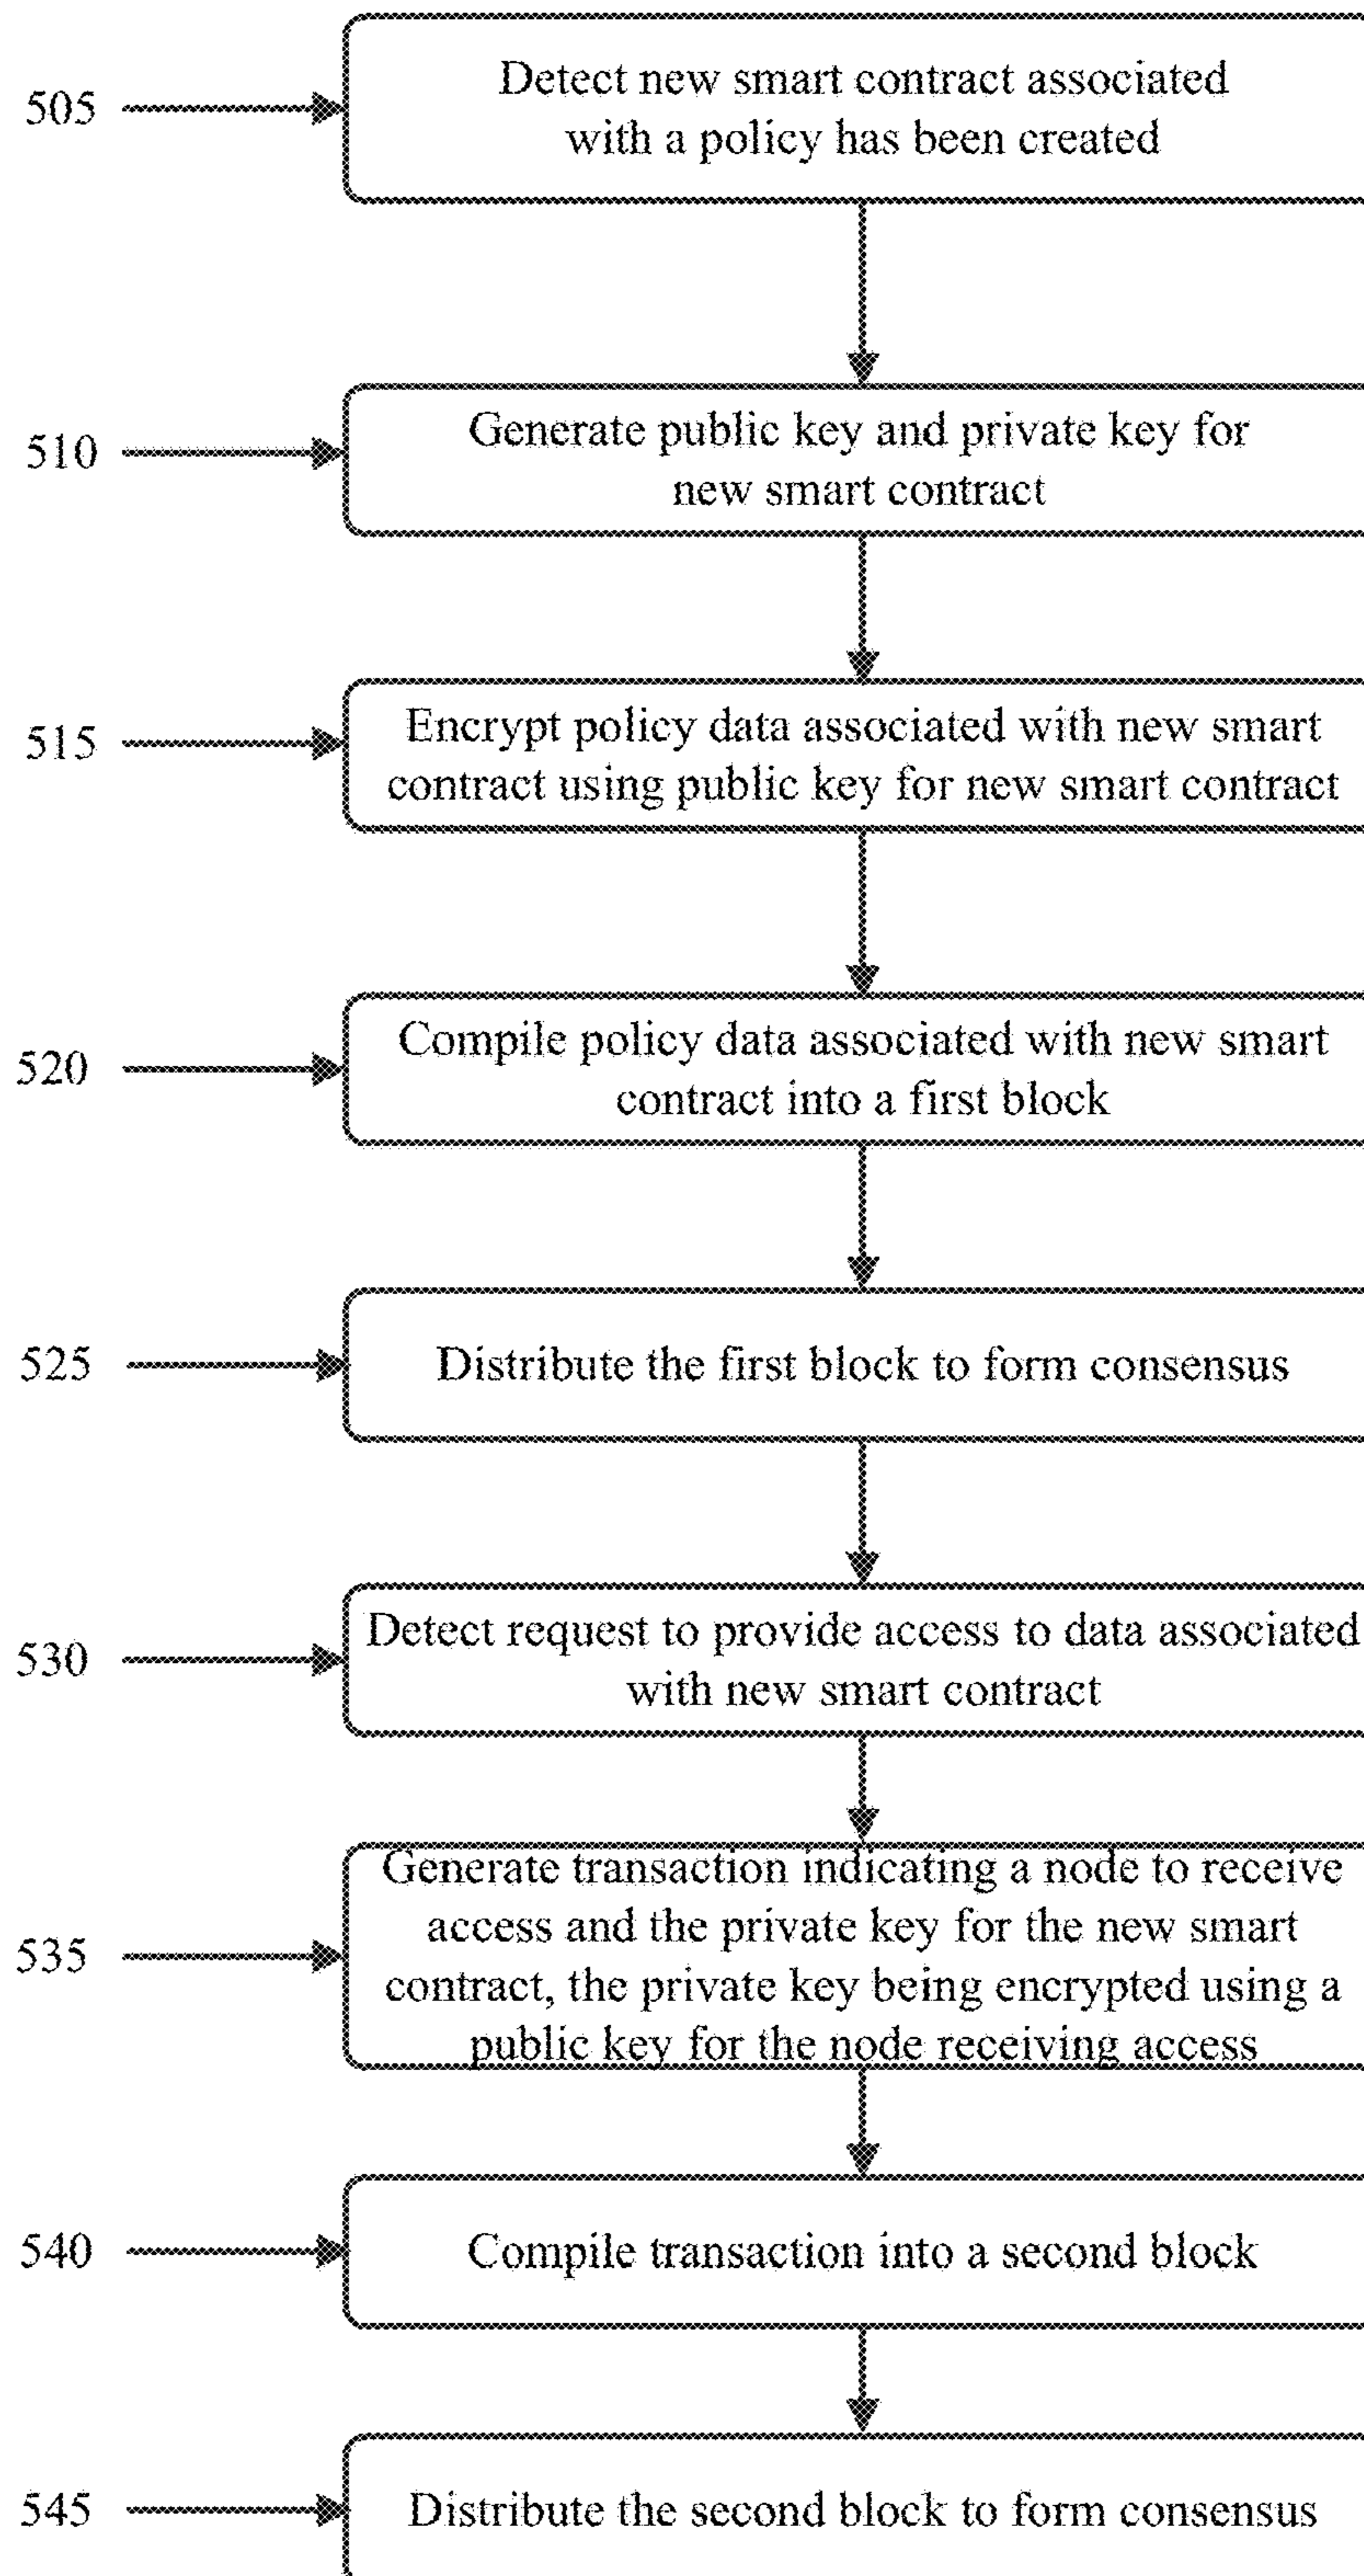 505
Detect new smart contract associated
with a policy has been created
510
Generate public key and private key for
new smart contract
515
Encrypt policy data associated with new smart
contract using public key for new smart contract
520
Compile policy data associated with new smart
contract into a first block
525
Distribute the first block to form consensus
530
Detect request to provide access to data associated
with new smart contract
535
Generate transaction indicating a node to receive
access and the private key for the new smart
contract, the private key being encrypted using a
public key for the node receiving access
540
Compile transaction into a second block
545
Distribute the second block to form consensus